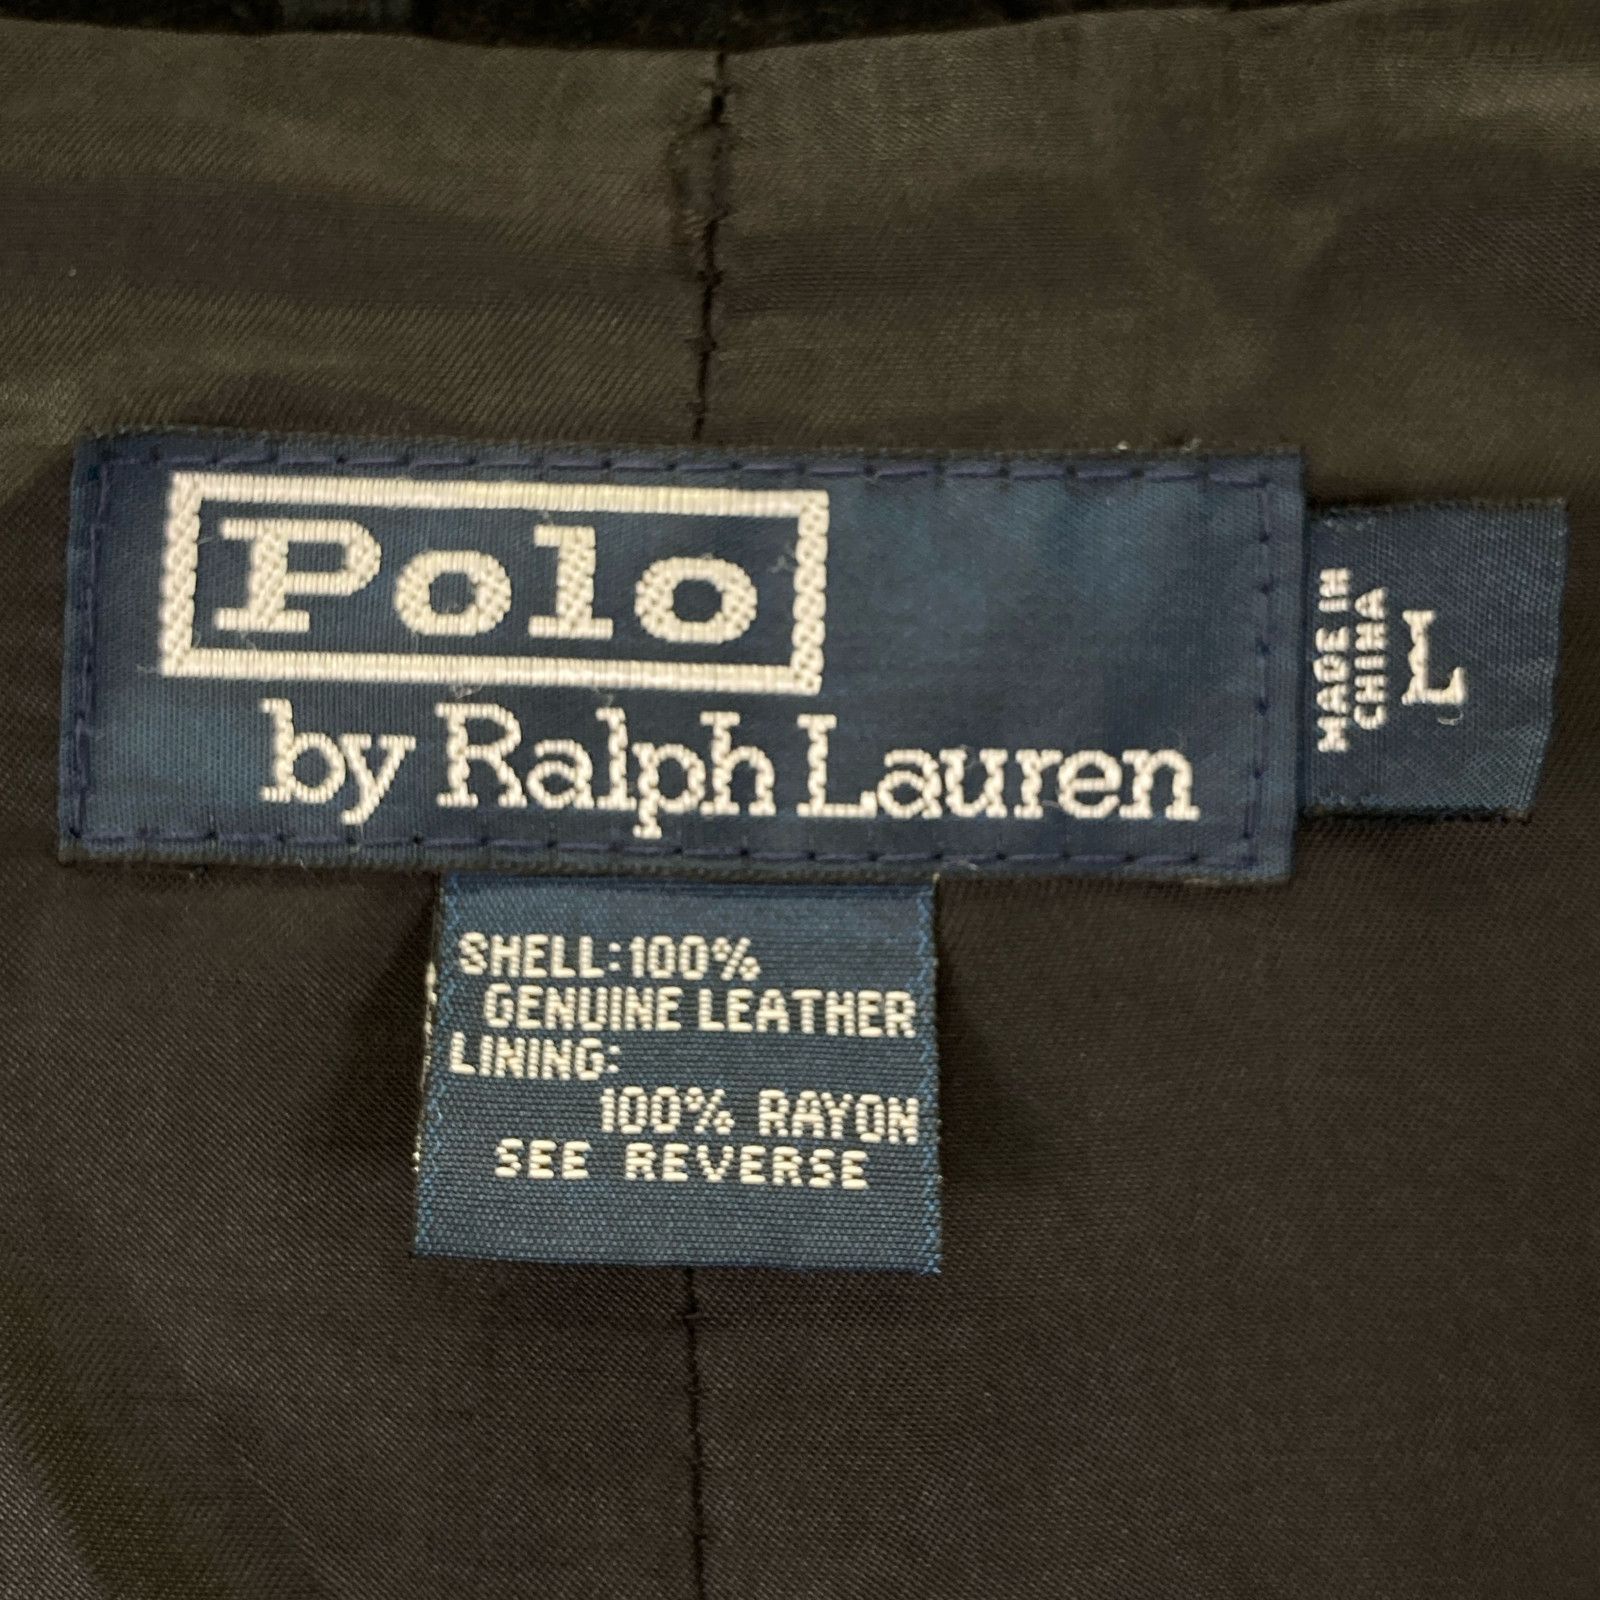 Polo
by Ralph Lauren
MADE IN
CHINA
L
SHELL:100%
GENUINE LEATHER
LINING:
100% RAYON
SEE REVERSE